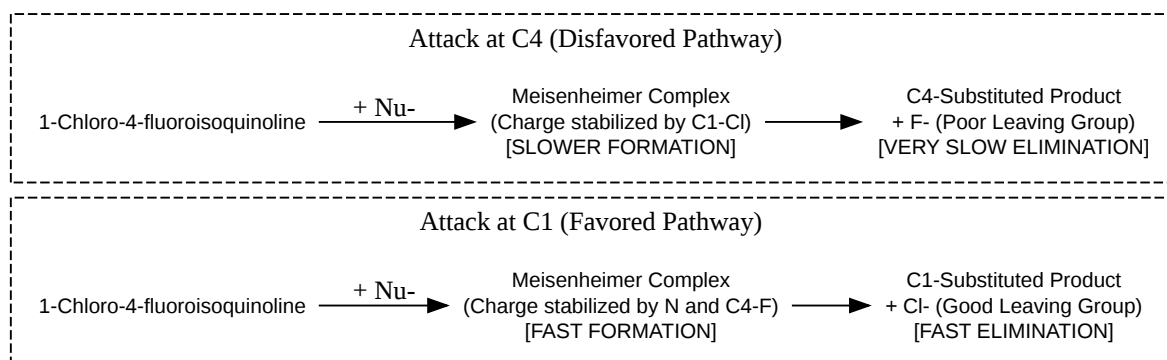 Attack at C4 (Disfavored Pathway)
1-Chloro-4-fluoroisoquinoline
+ Nu-
Meisenheimer Complex
(Charge stabilized by C1-Cl)
[SLOWER FORMATION]
C4-Substituted Product
+ F- (Poor Leaving Group)
[VERY SLOW ELIMINATION]
Attack at C1 (Favored Pathway)
1-Chloro-4-fluoroisoquinoline
+ Nu-
Meisenheimer Complex
(Charge stabilized by N and C4-F)
[FAST FORMATION]
C1-Substituted Product
+ Cl- (Good Leaving Group)
[FAST ELIMINATION]